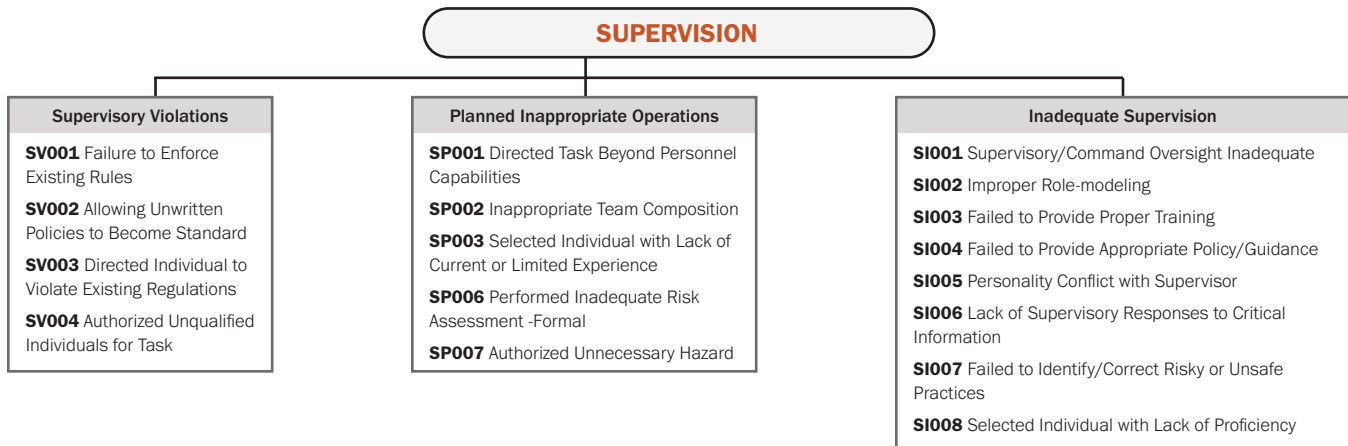 SUPERVISION
Supervisory Violations
SV001 Failure to Enforce
Existing Rules
SV002 Allowing Unwritten
Policies to Become Standard
SV003 Directed Individual to
Violate Existing Regulations
SV004 Authorized Unqualified
Individuals for Task
Planned Inappropriate Operations
SP001 Directed Task Beyond Personnel
Capabilities
SP002 Inappropriate Team Composition
SP003 Selected Individual with Lack of
Current or Limited Experience
SP006 Performed Inadequate Risk
Assessment -Formal
SP007 Authorized Unnecessary Hazard
Inadequate Supervision
SI001 Supervisory/Command Oversight Inadequate
SI002 Improper Role-modeling
SI003 Failed to Provide Proper Training
SI004 Failed to Provide Appropriate Policy/Guidance
SI005 Personality Conflict with Supervisor
SI006 Lack of Supervisory Responses to Critical
Information
SI007 Failed to Identify/Correct Risky or Unsafe
Practices
SI008 Selected Individual with Lack of Proficiency